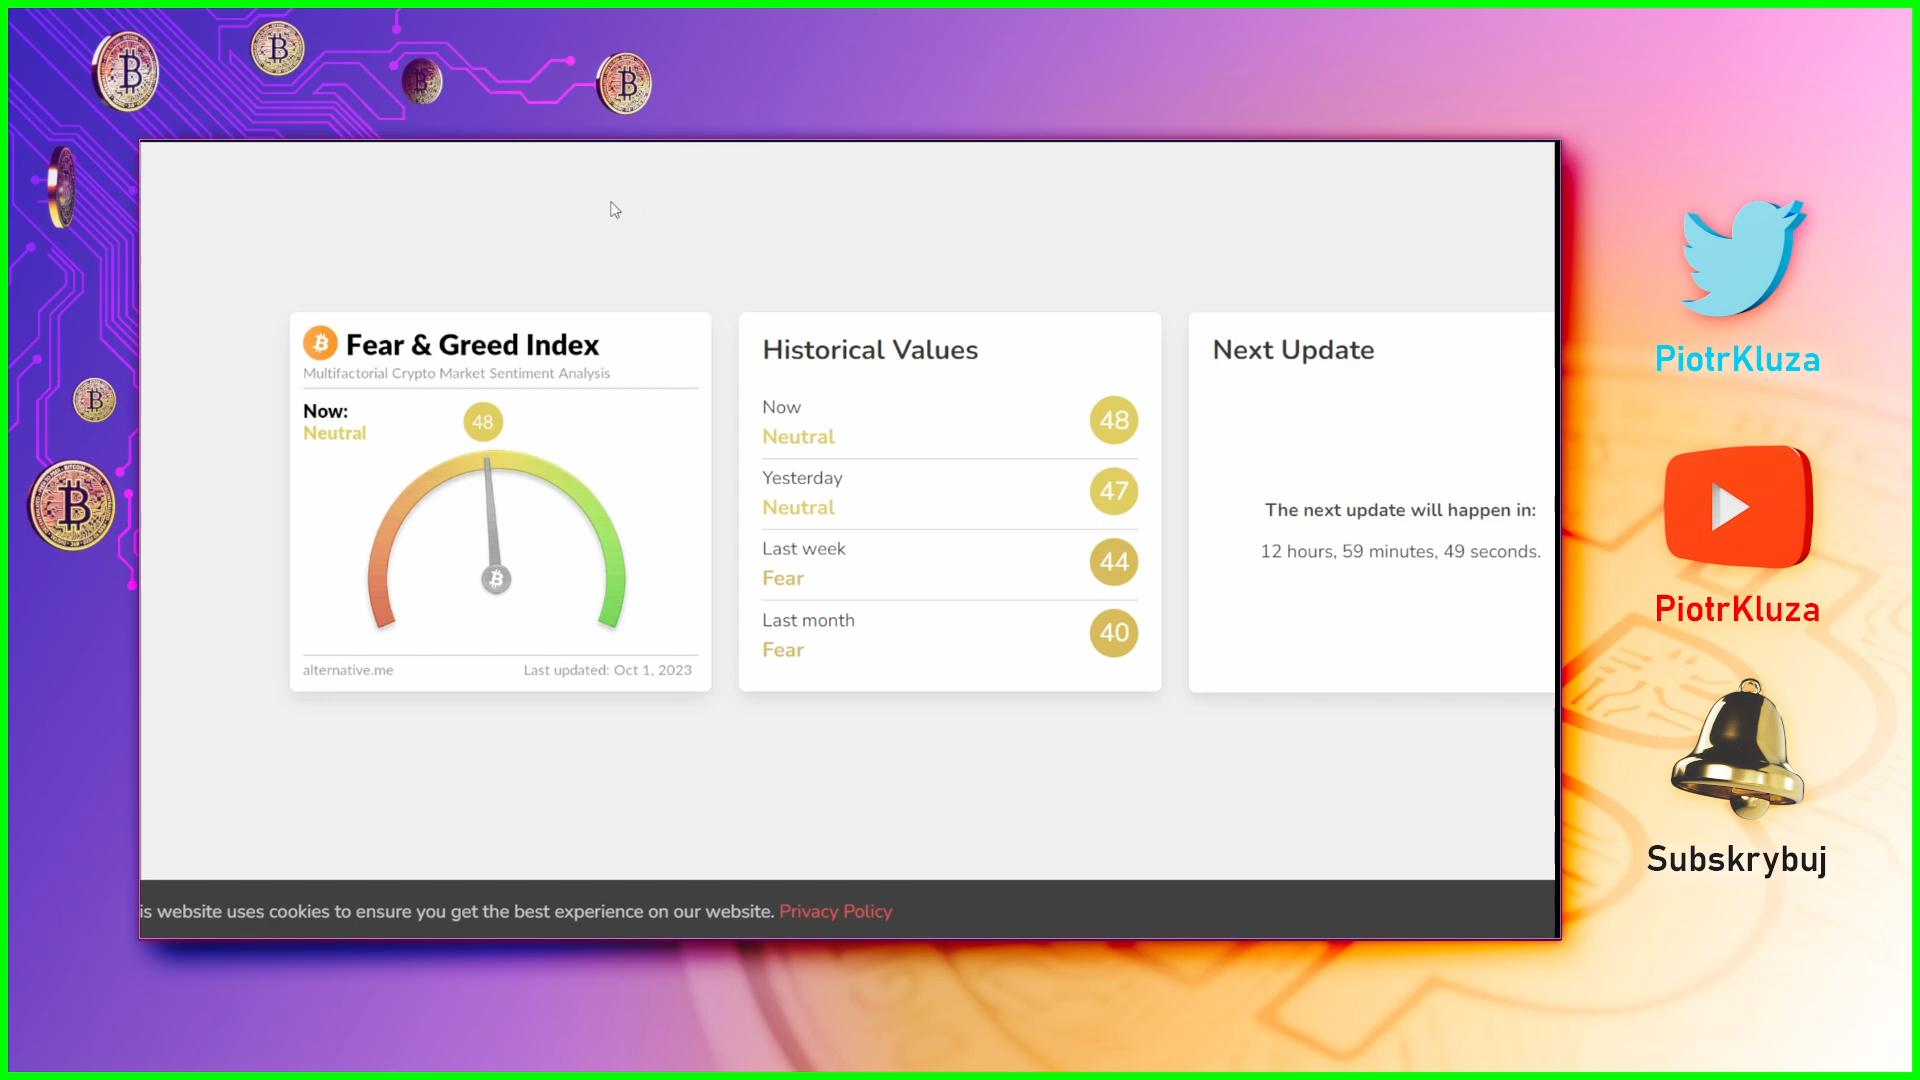 Fear & Greed Index
Multifactorial Crypto Market Sentiment Analysis
Now:
Neutral
48
alternative.me
Last updated: Oct 1, 2023
Historical Values
Now
Neutral
48
Yesterday
Neutral
47
Last week
Fear
44
Last month
Fear
40
Next Update
The next update will happen in:
12 hours, 59 minutes, 49 seconds.
is website uses cookies to ensure you get the best experience on our website. Privacy Policy
PiotrKluza
PiotrKluza
Subskrybuj